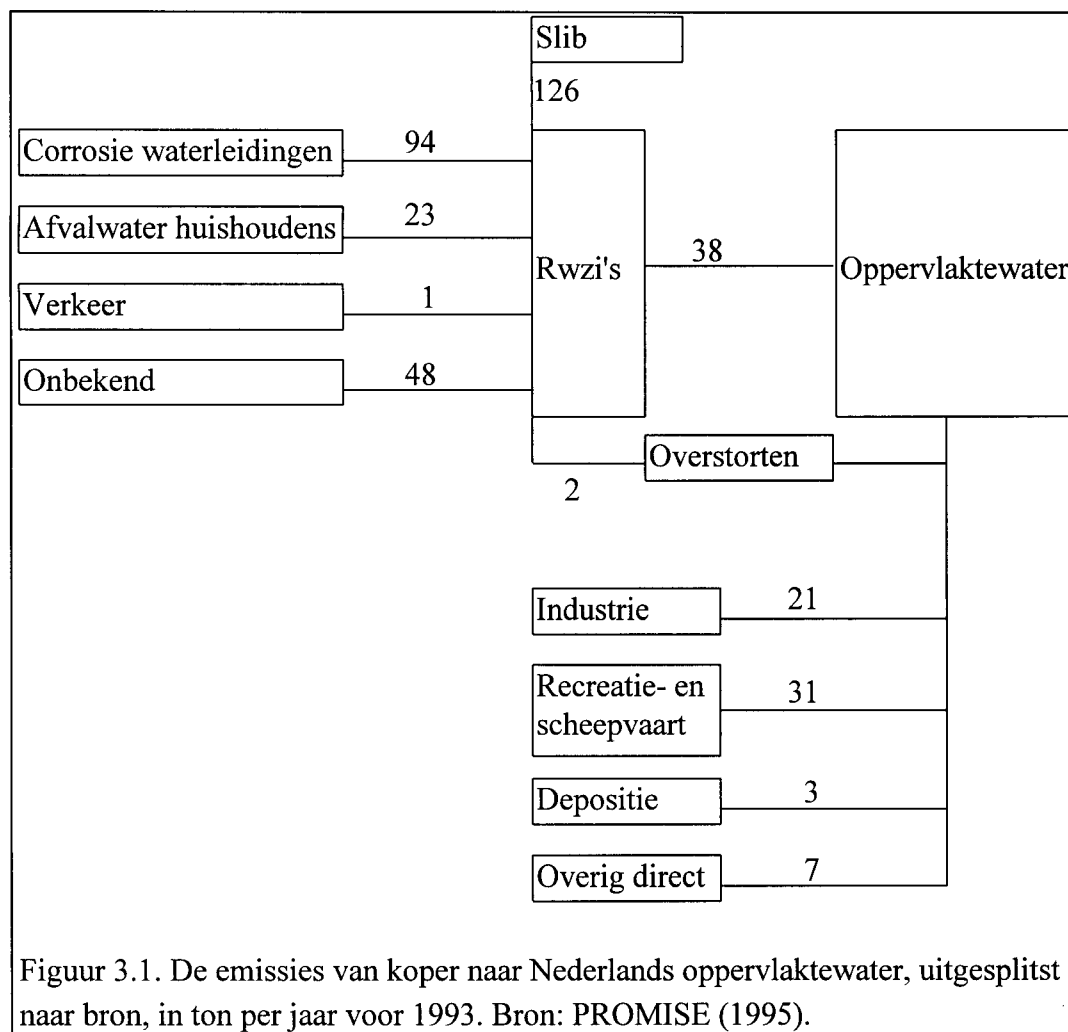 Slib
126
Corrosie waterleidingen
94
Afvalwater huishoudens
23
Verkeer
1
Onbekend
48
Rwzi's
38
Oppervlaktewater
Overstorten
2
Industrie
21
Recreatie- en
scheepvaart
31
Depositie
3
Overig direct
7
Figuur 3.1. De emissies van koper naar Nederlands oppervlaktewater, uitgesplitst
naar bron, in ton per jaar voor 1993. Bron: PROMISE (1995).